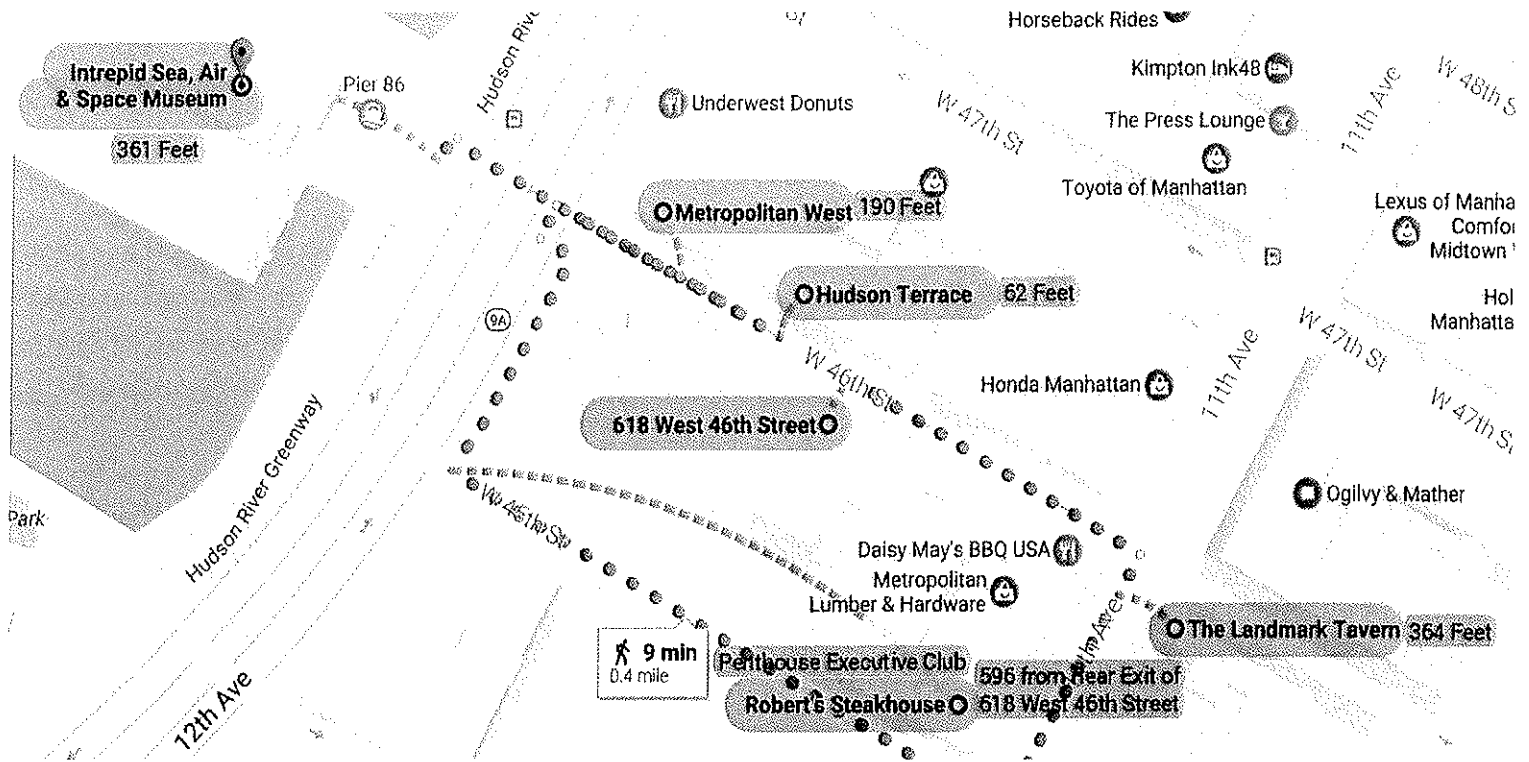 Horseback Rides
Hudson Rive
Intrepid Sea, Air
& Space Museum
361 Feet
Pier 86
Underwest Donuts
W 47th St
Kimpton Ink48
The Press Lounge
Toyota of Manhattan
11th Ave
W 48th S
Lexus of Manha
Comfor
Midtown
Metropolitan West
190 Feet
Hudson Terrace
62 Feet
Hol
Manhatta
9A
W 46th St
W 47th St
11th Ave
Honda Manhattan
W 47th St
618 West 46th Street
Hudson River Greenway
Park
Ogilvy & Mather
Daisy May's BBQ USA
Metropolitan
Lumber & Hardware
The Landmark Tavern
364 Feet
9 min
0.4 mile
Penthouse Executive Club
Robert's Steakhouse
596 from Rear Exit of
618 West 46th Street
12th Ave